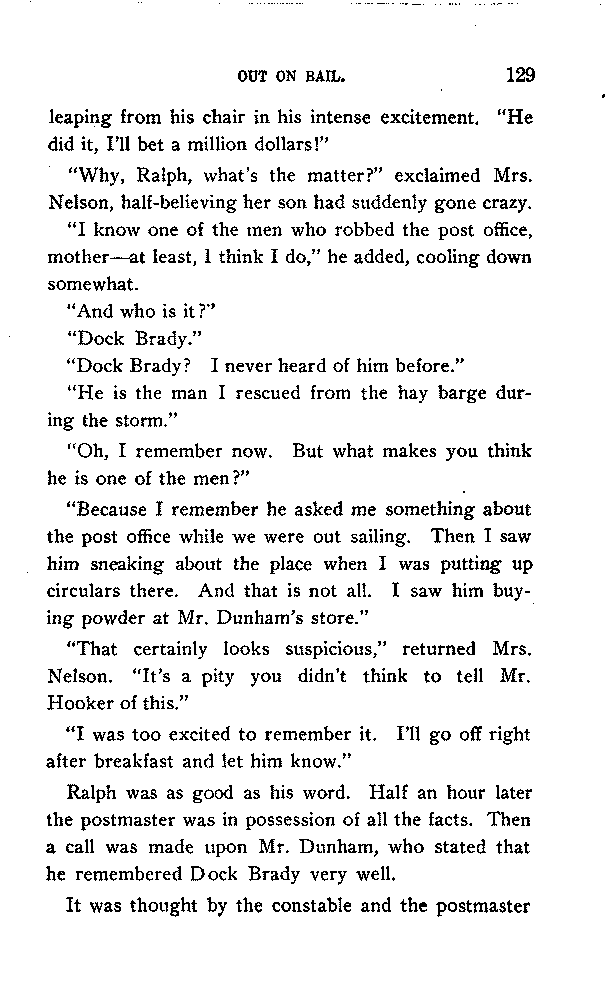 OUT ON BAIL. 129
leaping from his chair in his intense excitement. "He
did it, I'll bet a million dollars!"
"Why, Ralph, what's the matter?" exclaimed Mrs.
Nelson, half-believing her son had suddenly gone crazy.
"I know one of the men who robbed the post office,
mother—at least, I think I do," he added, cooling down
somewhat.
"And who is it?"
"Dock Brady."
"Dock Brady? I never heard of him before."
"He is the man I rescued from the hay barge dur-
ing the storm."
"Oh, I remember now. But what makes you think
he is one of the men?"
"Because I remember he asked me something about
the post office while we were out sailing. Then I saw
him sneaking about the place when I was putting up
circulars there. And that is not all. I saw him buy-
ing powder at Mr. Dunham's store."
"That certainly looks suspicious," returned Mrs.
Nelson. "It's a pity you didn't think to tell Mr.
Hooker of this."
"I was too excited to remember it. I'll go off right
after breakfast and let him know."
Ralph was as good as his word. Half an hour later
the postmaster was in possession of all the facts. Then
a call was made upon Mr. Dunham, who stated that
he remembered Dock Brady very well.
It was thought by the constable and the postmaster